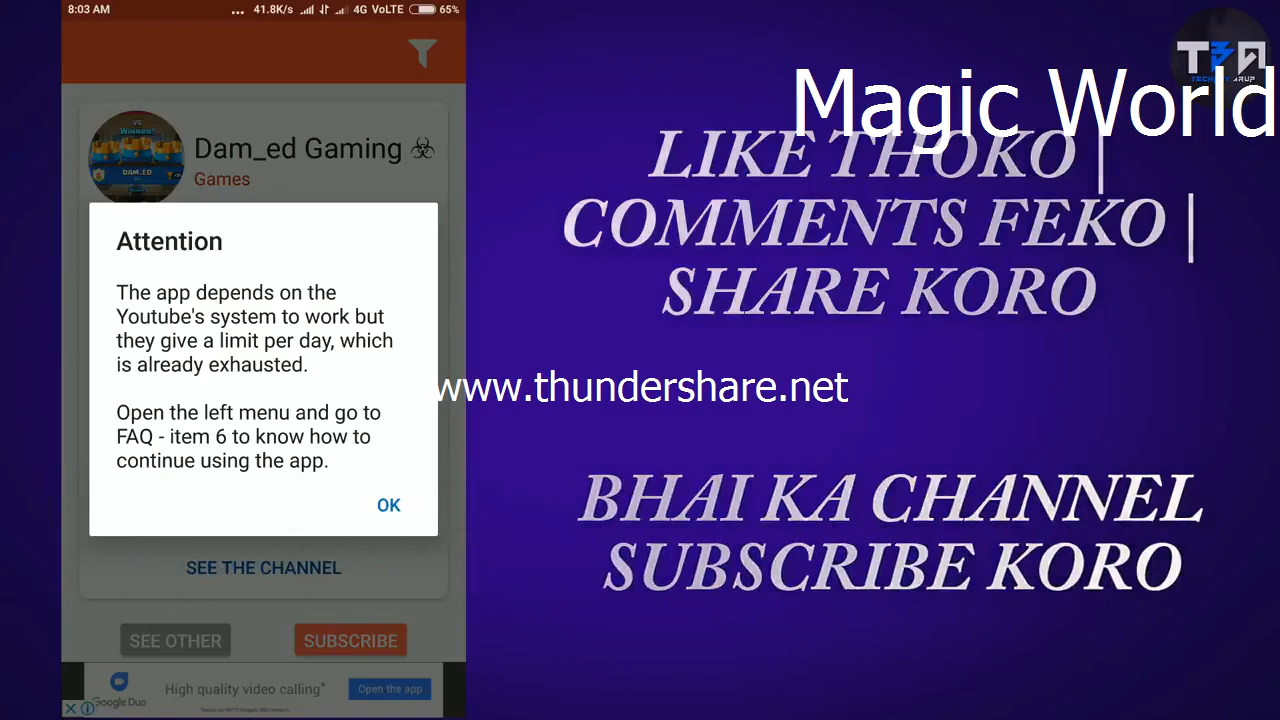 8:03 AM ... 41.8K/s 4G VoLTE 65%
VS
WINNER!
DAM_ED
Dam_ed Gaming ☣
Games
Attention
The app depends on the
Youtube's system to work but
they give a limit per day, which
is already exhausted.
Open the left menu and go to
FAQ - item 6 to know how to
continue using the app.
OK
SEE THE CHANNEL
SEE OTHER SUBSCRIBE
Google Duo
High quality video calling*
Open the app
Magic World
LIKE THOKO |
COMMENTS FEKO |
SHARE KORO
www.thundershare.net
BHAI KA CHANNEL
SUBSCRIBE KORO